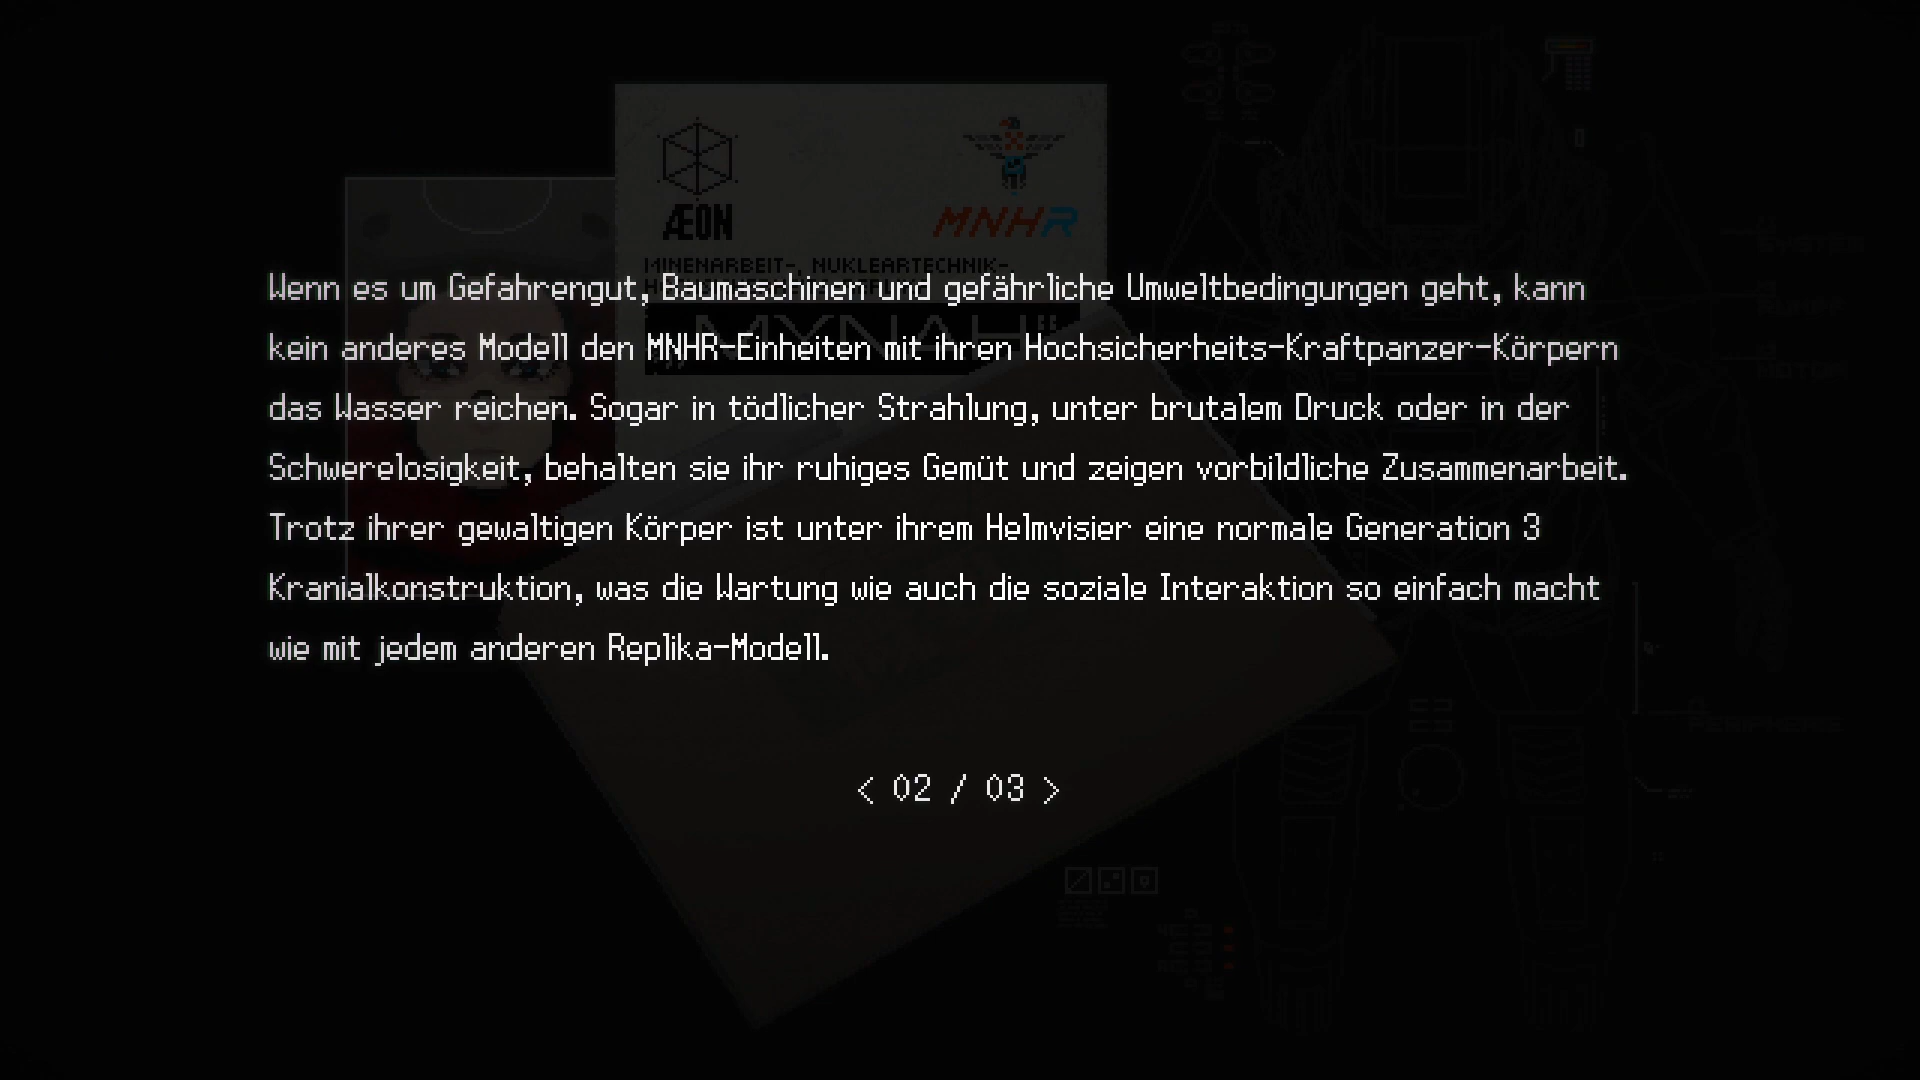 ÆON
MNHR
MINENARBEIT-, NUKLEARTECHNIK-
MYNAH
Wenn es um Gefahrengut, Baumaschinen und gefährliche Umweltbedingungen geht, kann
kein anderes Modell den MNHR-Einheiten mit ihren Hochsicherheits-Kraftpanzer-Körpern
das Wasser reichen. Sogar in tödlicher Strahlung, unter brutalem Druck oder in der
Schwerelosigkeit, behalten sie ihr ruhiges Gemüt und zeigen vorbildliche Zusammenarbeit.
Trotz ihrer gewaltigen Körper ist unter ihrem Helmvisier eine normale Generation 3
Kranialkonstruktion, was die Wartung wie auch die soziale Interaktion so einfach macht
wie mit jedem anderen Replika-Modell.
PERIPHERIE
< 02 / 03 >